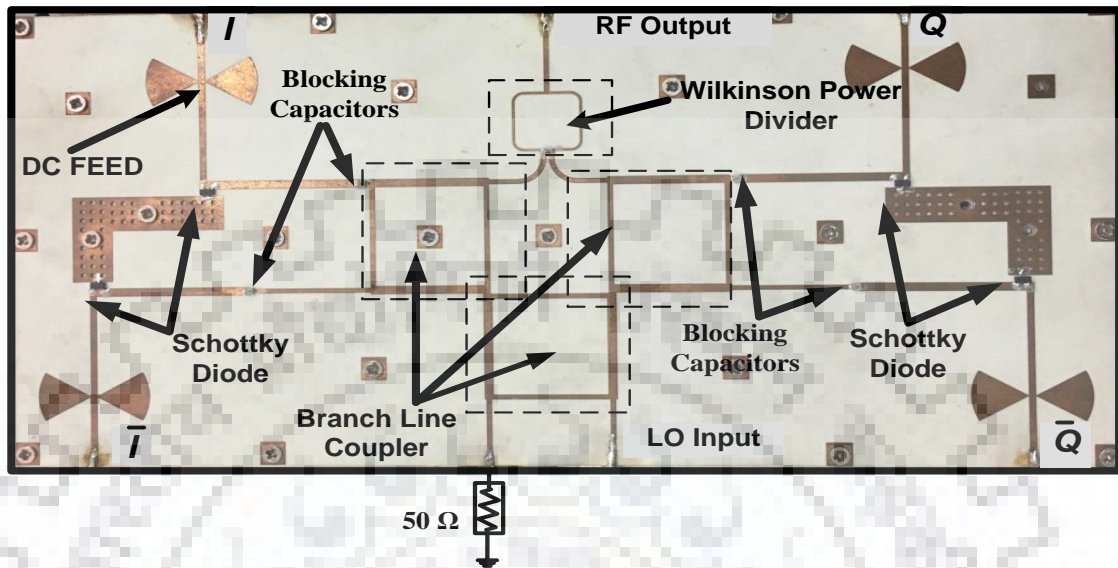 I
RF Output
Q
Blocking
Capacitors
Wilkinson Power
Divider
DC FEED
Schottky
Diode
Blocking
Capacitors
Schottky
Diode
Branch Line
Coupler
LO Input
I̅
Q̅
50 Ω